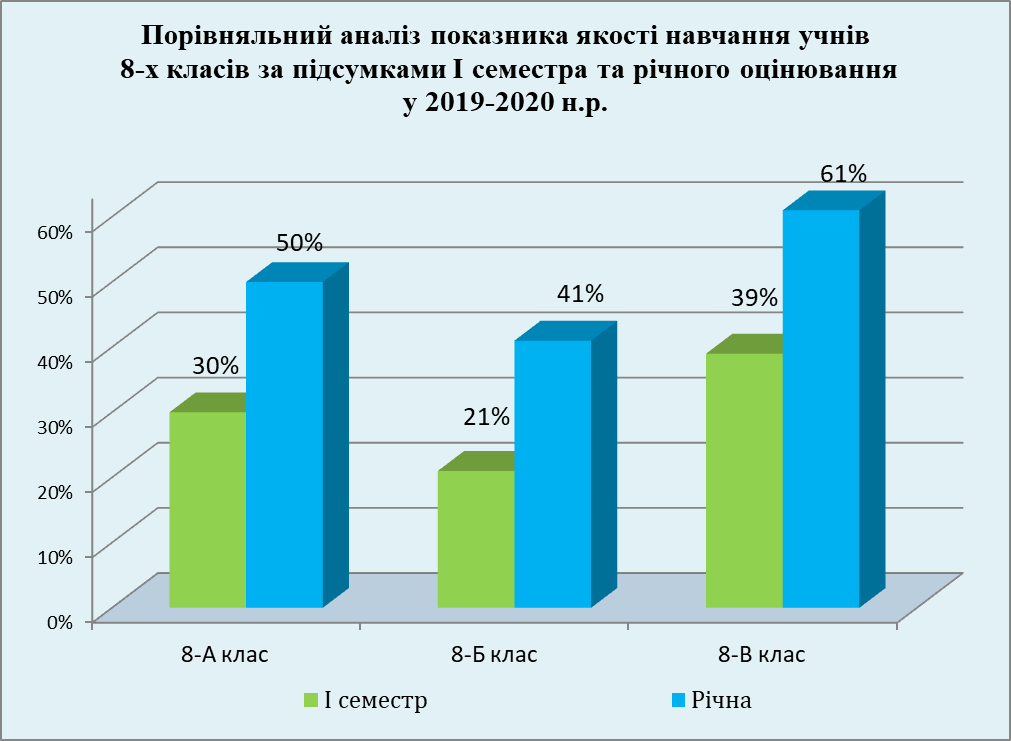 Порівняльний аналіз показника якості навчання учнів
8-х класів за підсумками І семестра та річного оцінювання
у 2019-2020 н.р.
61%
60%
50%
50%
41%
39%
40%
30%
30%
21%
20%
10%
0%
8-А клас
8-Б клас
8-В клас
І семестр
Річна